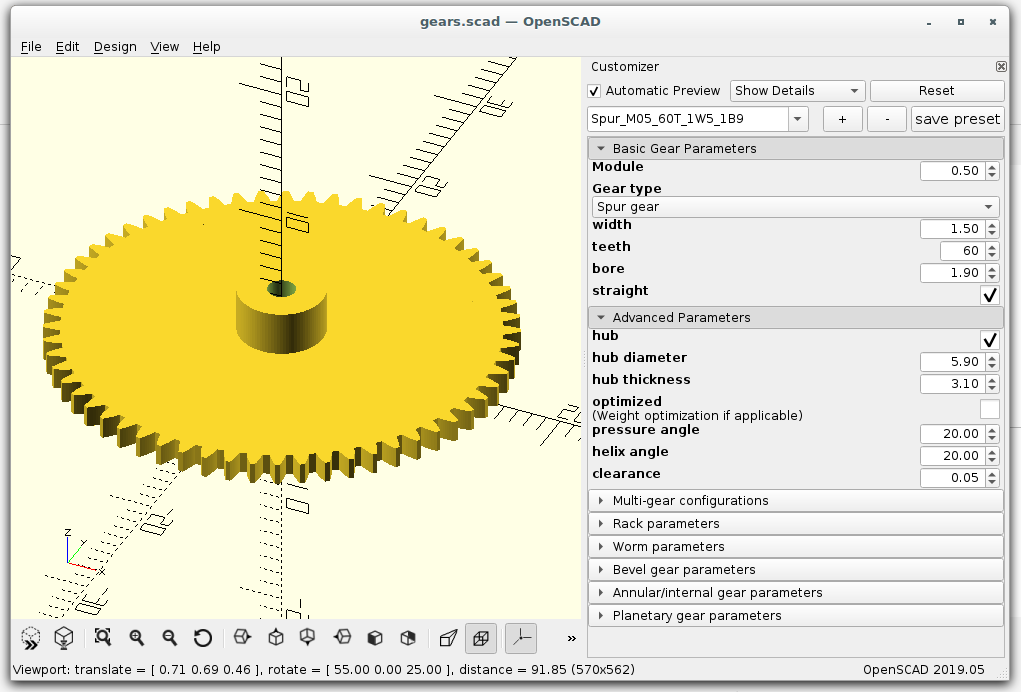 gears.scad — OpenSCAD
File Edit Design View Help
Customizer
Automatic Preview Show Details Reset
Spur_M05_60T_1W5_1B9 + - save preset
Basic Gear Parameters
Module 0.50
Gear type
Spur gear
width 1.50
teeth 60
bore 1.90
straight
Advanced Parameters
hub
hub diameter 5.90
hub thickness 3.10
optimized
(Weight optimization if applicable)
pressure angle 20.00
helix angle 20.00
clearance 0.05
Multi-gear configurations
Rack parameters
Worm parameters
Bevel gear parameters
Annular/internal gear parameters
Planetary gear parameters
10
20
10
20
10
z
y
x
»
Viewport: translate = [ 0.71 0.69 0.46 ], rotate = [ 55.00 0.00 25.00 ], distance = 91.85 (570x562) OpenSCAD 2019.05